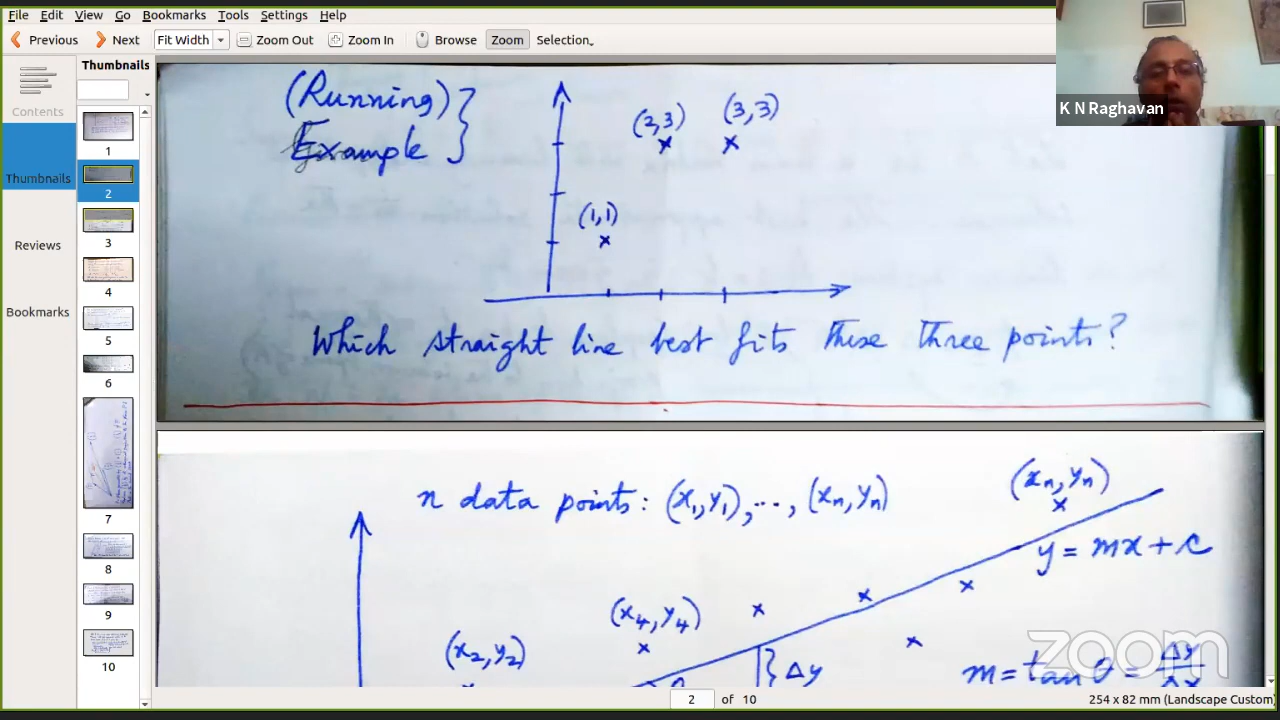 File Edit View Go Bookmarks Tools Settings Help
Previous Next Fit Width Zoom Out Zoom In Browse Zoom Selection
K N Raghavan
Thumbnails
Contents
Thumbnails
Reviews
Bookmarks
1
2
3
4
5
6
7
8
9
10
(Running)
Example
(2,3) (3,3)
(1,1)
Which straight line best fits these three points?
n data points: (x₁,y₁),..., (xₙ,yₙ)
(xₙ,yₙ)
y = mx + c
(x₄,y₄)
(x₂,y₂)
Δy
m = tan θ = Δy/Δx
zoom
2 of 10
254 x 82 mm (Landscape Custom)